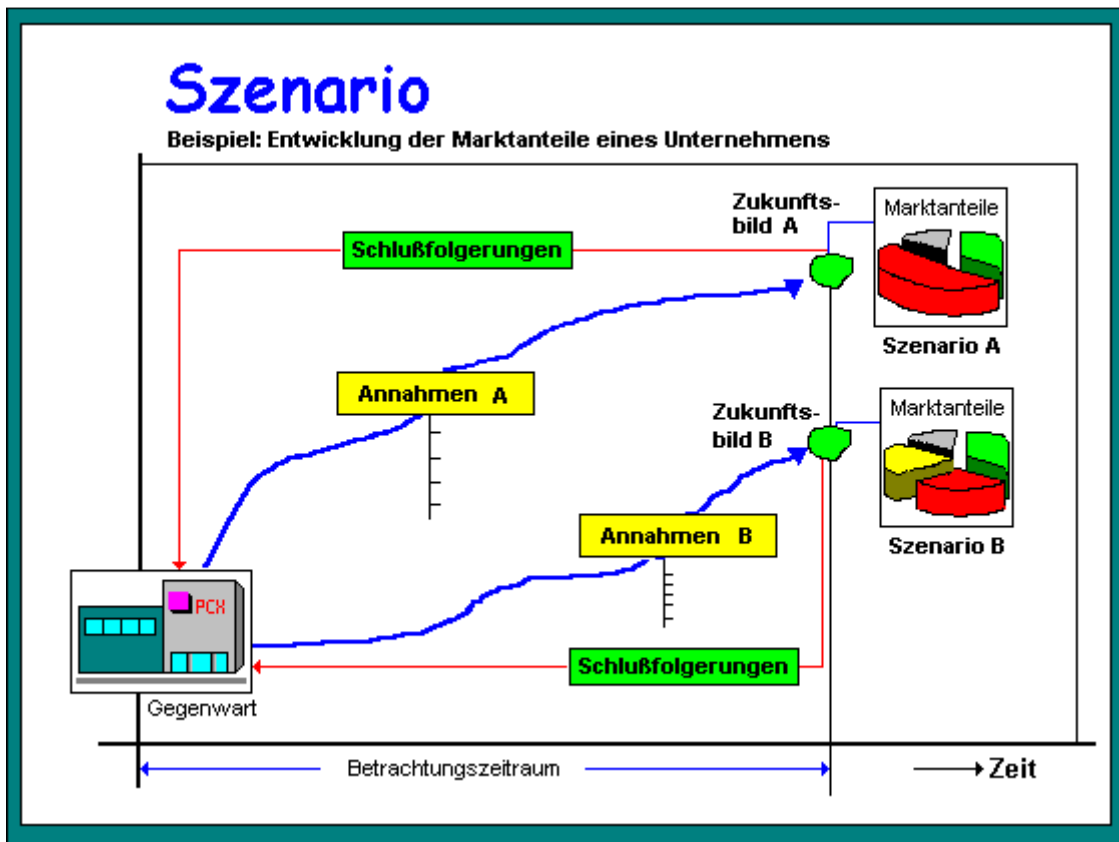 Szenario
Beispiel: Entwicklung der Marktanteile eines Unternehmens
Zukunfts-
bild A
Marktanteile
Schlußfolgerungen
Szenario A
Annahmen A
Zukunfts-
bild B
Marktanteile
Annahmen B
Szenario B
PCX
Schlußfolgerungen
Gegenwart
Betrachtungszeitraum
Zeit